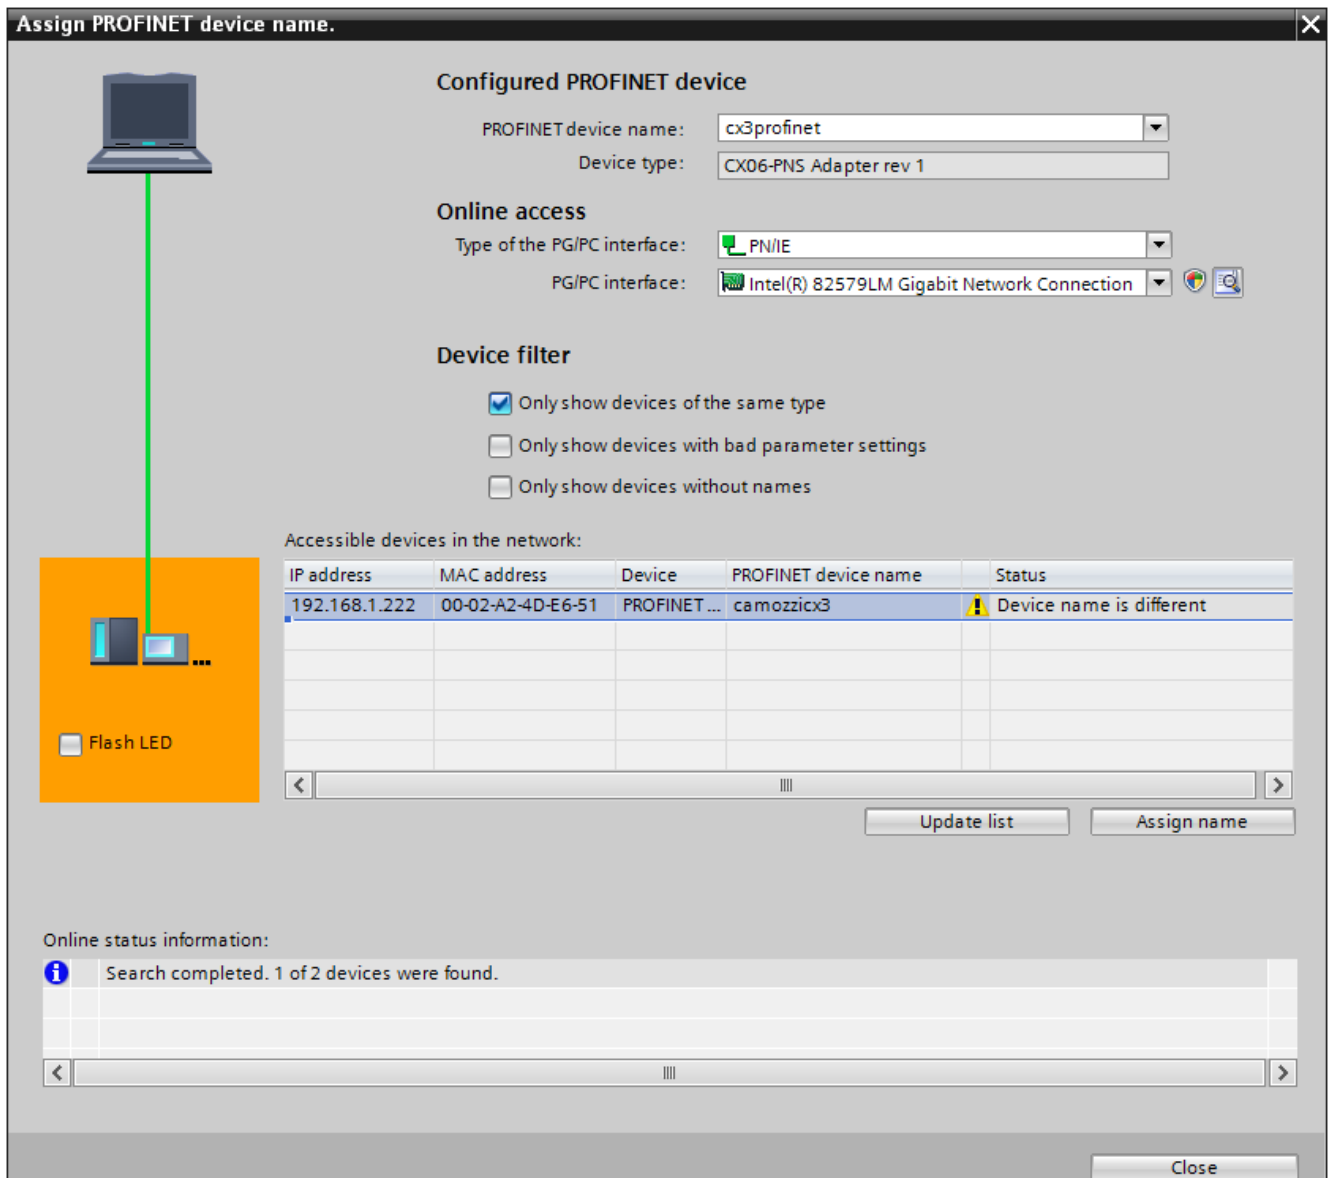 Assign PROFINET device name.
Configured PROFINET device
PROFINET device name: cx3profinet
Device type: CX06-PNS Adapter rev 1
Online access
Type of the PG/PC interface: PN/IE
PG/PC interface: Intel(R) 82579LM Gigabit Network Connection
Device filter
Only show devices of the same type
Only show devices with bad parameter settings
Only show devices without names
Accessible devices in the network:
IP address MAC address Device PROFINET device name Status
192.168.1.222 00-02-A2-4D-E6-51 PROFINET ... camozzicx3 Device name is different
...
Flash LED
Update list Assign name
Online status information:
Search completed. 1 of 2 devices were found.
Close